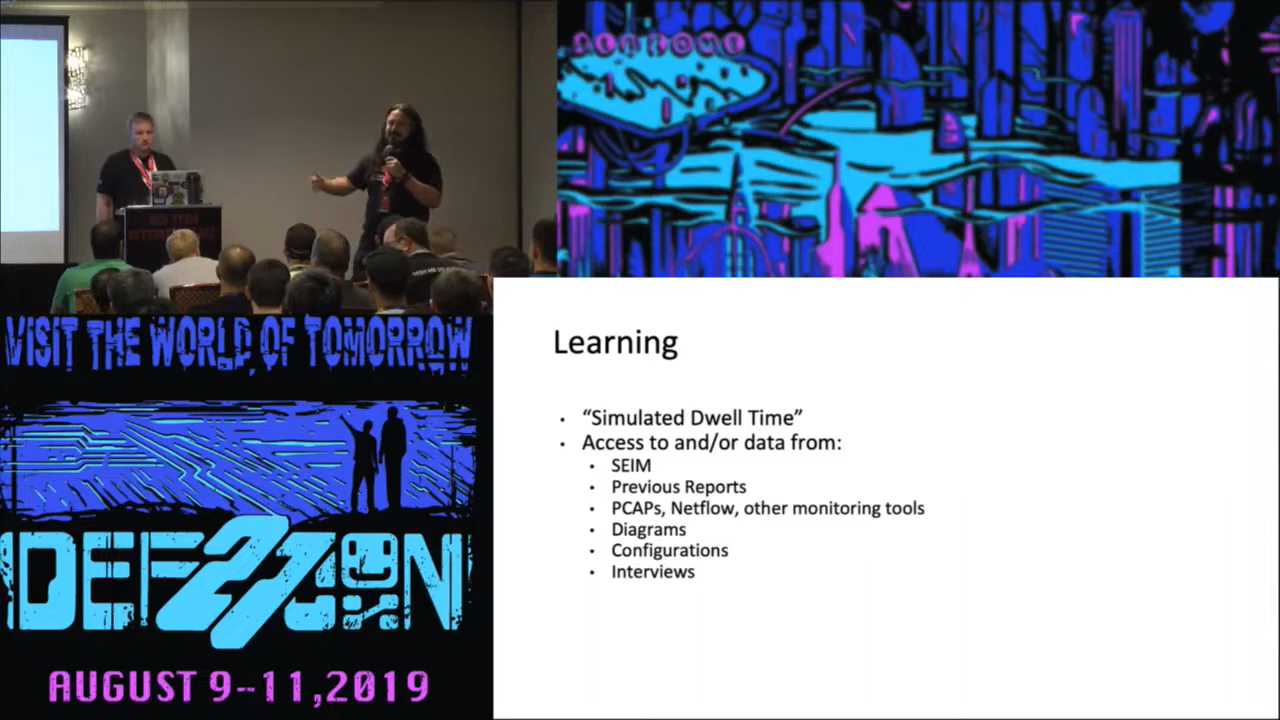 VISIT THE WORLD OF TOMORROW
DEF 27 CON
AUGUST 9-11,2019
Learning
• “Simulated Dwell Time”
• Access to and/or data from:
• SEIM
• Previous Reports
• PCAPs, Netflow, other monitoring tools
• Diagrams
• Configurations
• Interviews